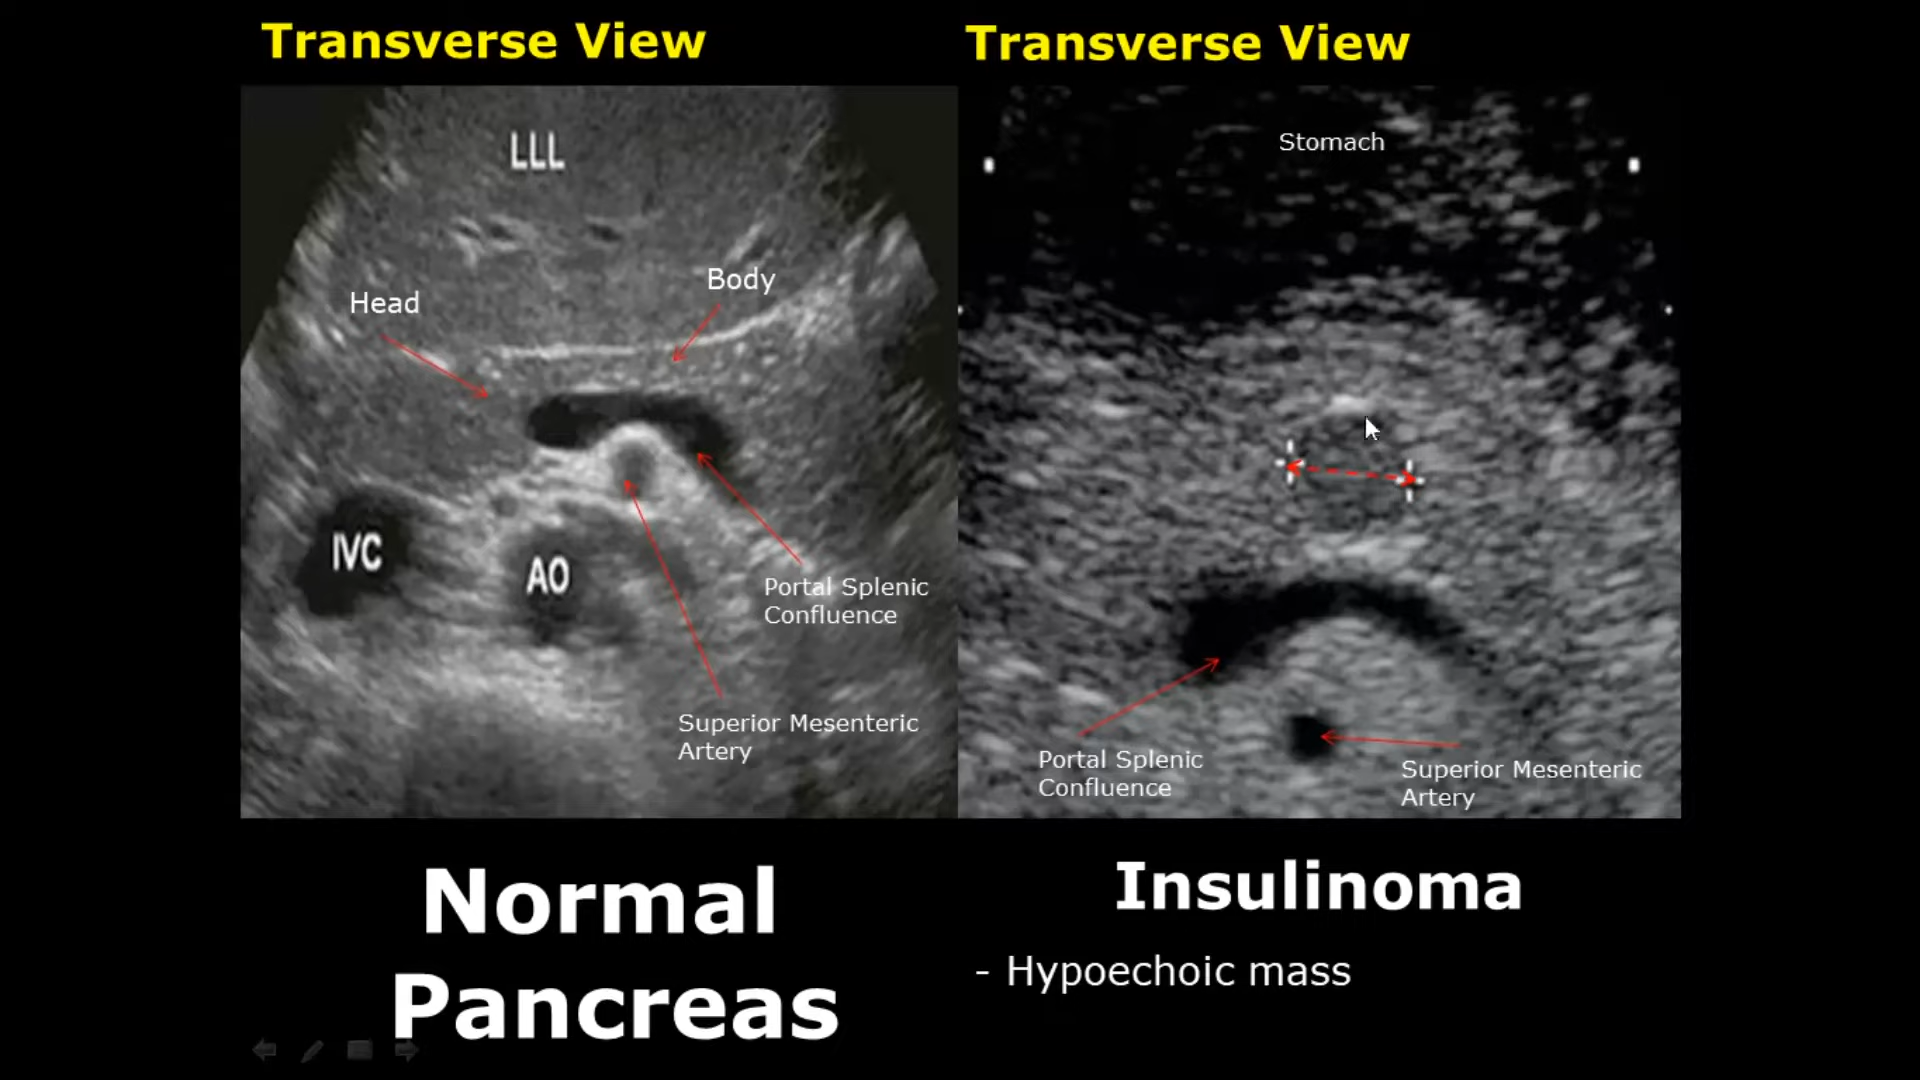 Transverse View
LLL
Head
Body
IVC
AO
Portal Splenic
Confluence
Superior Mesenteric
Artery
Normal
Pancreas
Transverse View
Stomach
Portal Splenic
Confluence
Superior Mesenteric
Artery
Insulinoma
- Hypoechoic mass